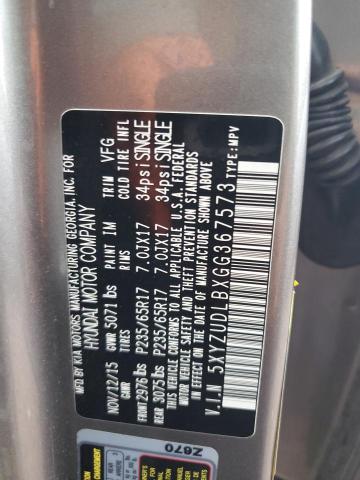 MFD BY KIA MOTORS MANUFACTURING GEORGIA, INC. FOR
HYUNDAI MOTOR COMPANY
NOV/12/15 GVWR 5071 lbs PAINT IM TRIM VFG
GAWR TIRES RIMS COLD TIRE INFL
FRONT 2976 lbs P235/65R17 7.0JX17 34psi SINGLE
REAR 3075 lbs P235/65R17 7.0JX17 34psi SINGLE
THIS VEHICLE CONFORMS TO ALL APPLICABLE U.S.A. FEDERAL
MOTOR VEHICLE SAFETY AND THEFT PREVENTION STANDARDS
IN EFFECT ON THE DATE OF MANUFACTURE SHOWN ABOVE.
V.I.N 5XYZUDLBXGG367573 TYPE:MPV
Z670